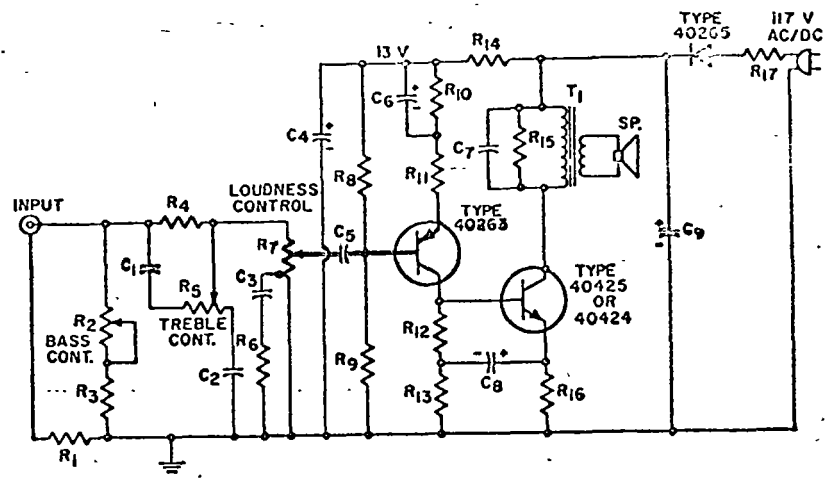 TYPE
40265
117 V
AC/DC
13 V
R14
R17
C6
R10
T1
C4
C7
R15
SP.
R8
R11
LOUDNESS
CONTROL
INPUT
R4
TYPE
40263
C9
R7
C5
C1
R5
C3
TYPE
40425
OR
40424
R2
TREBLE
CONT.
BASS
CONT.
R6
R12
R9
C2
R3
C8
R13
R16
R1